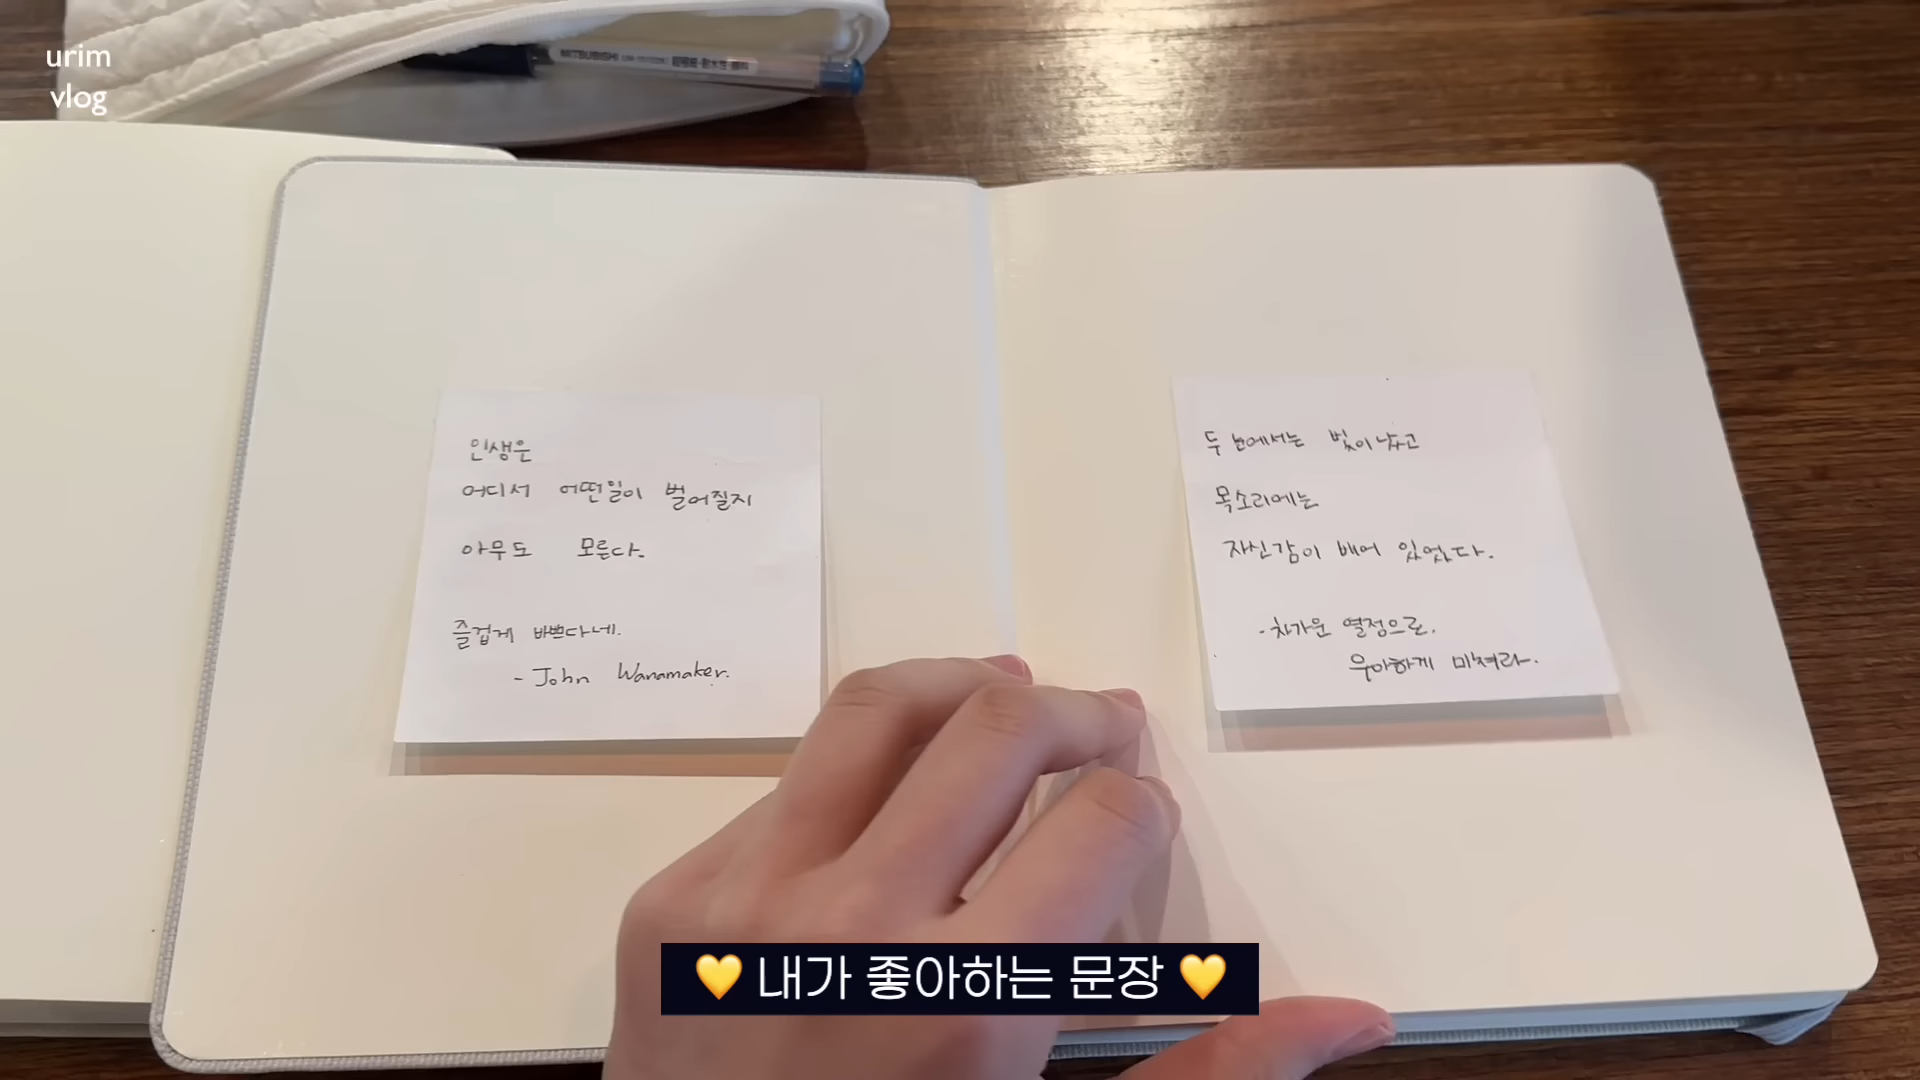 urim
vlog
MITSUBISHI
인생은
어디서 어떤일이 벌어질지
아무도 모른다.
즐겁게 바쁘다네.
- John Wanamaker.
두 눈에서는 빛이 났고
목소리에는
자신감이 배어 있었다.
- 차가운 열정으로,
우아하게 미쳐라.
💛 내가 좋아하는 문장 💛